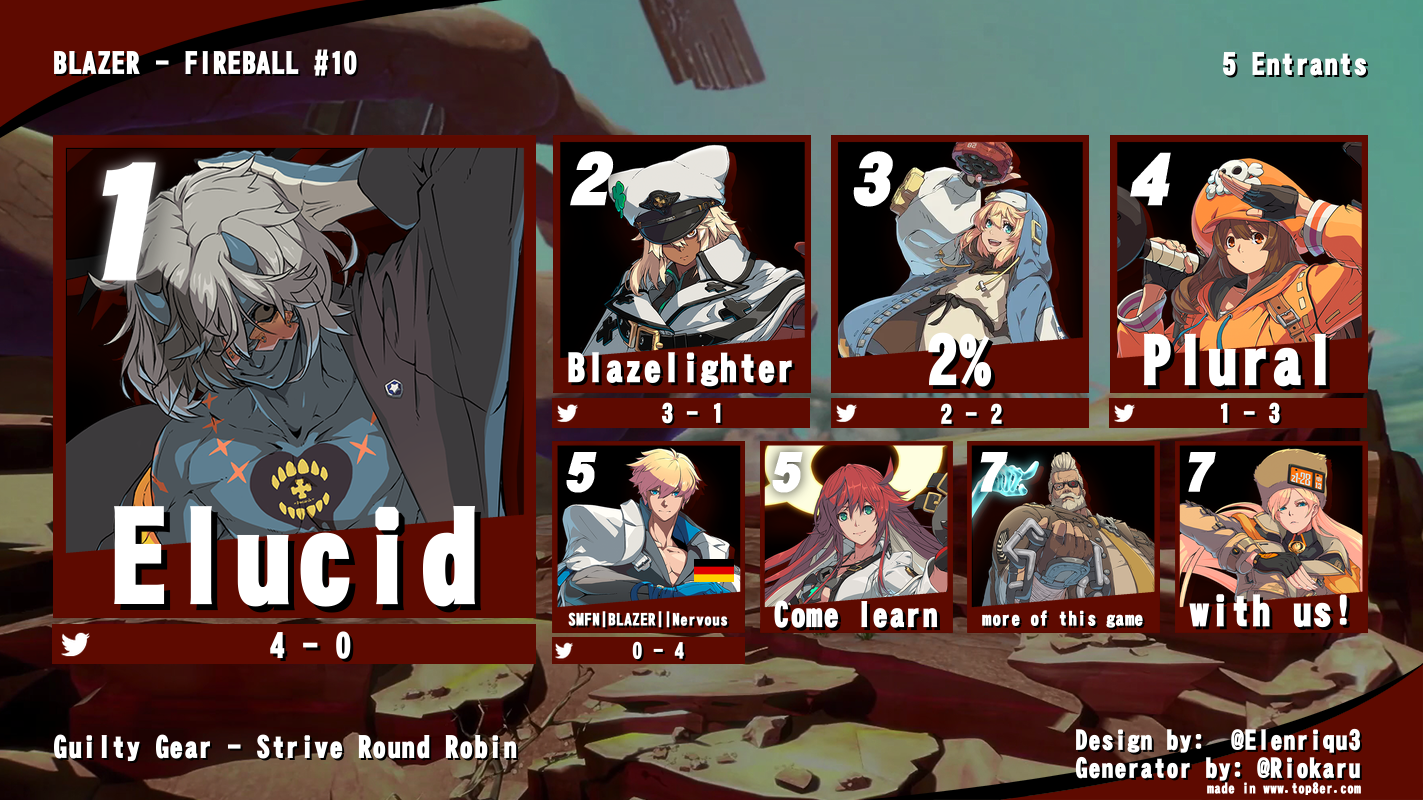 BLAZER - FIREBALL #10
5 Entrants
1
Elucid
4 - 0
2
Blazelighter
3 - 1
3
2%
2 - 2
4
Plural
1 - 3
5
SMFN|BLAZER||Nervous
0 - 4
5
Come learn
7
more of this game
7
with us!
Guilty Gear - Strive Round Robin
Design by: @Elenriqu3
Generator by: @Riokaru
made in www.top8er.com